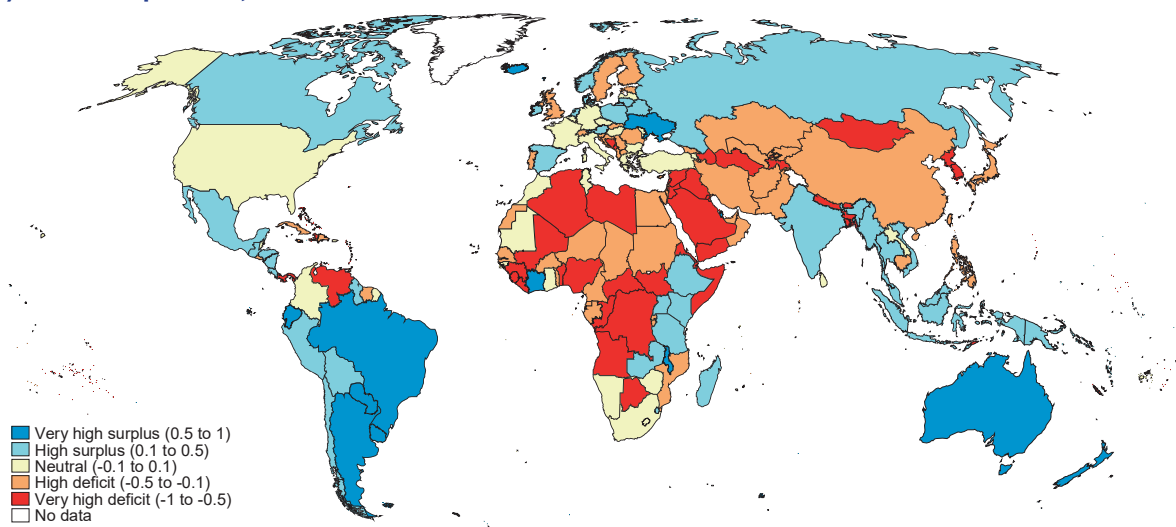 Very high surplus (0.5 to 1)
High surplus (0.1 to 0.5)
Neutral (-0.1 to 0.1)
High deficit (-0.5 to -0.1)
Very high deficit (-1 to -0.5)
No data